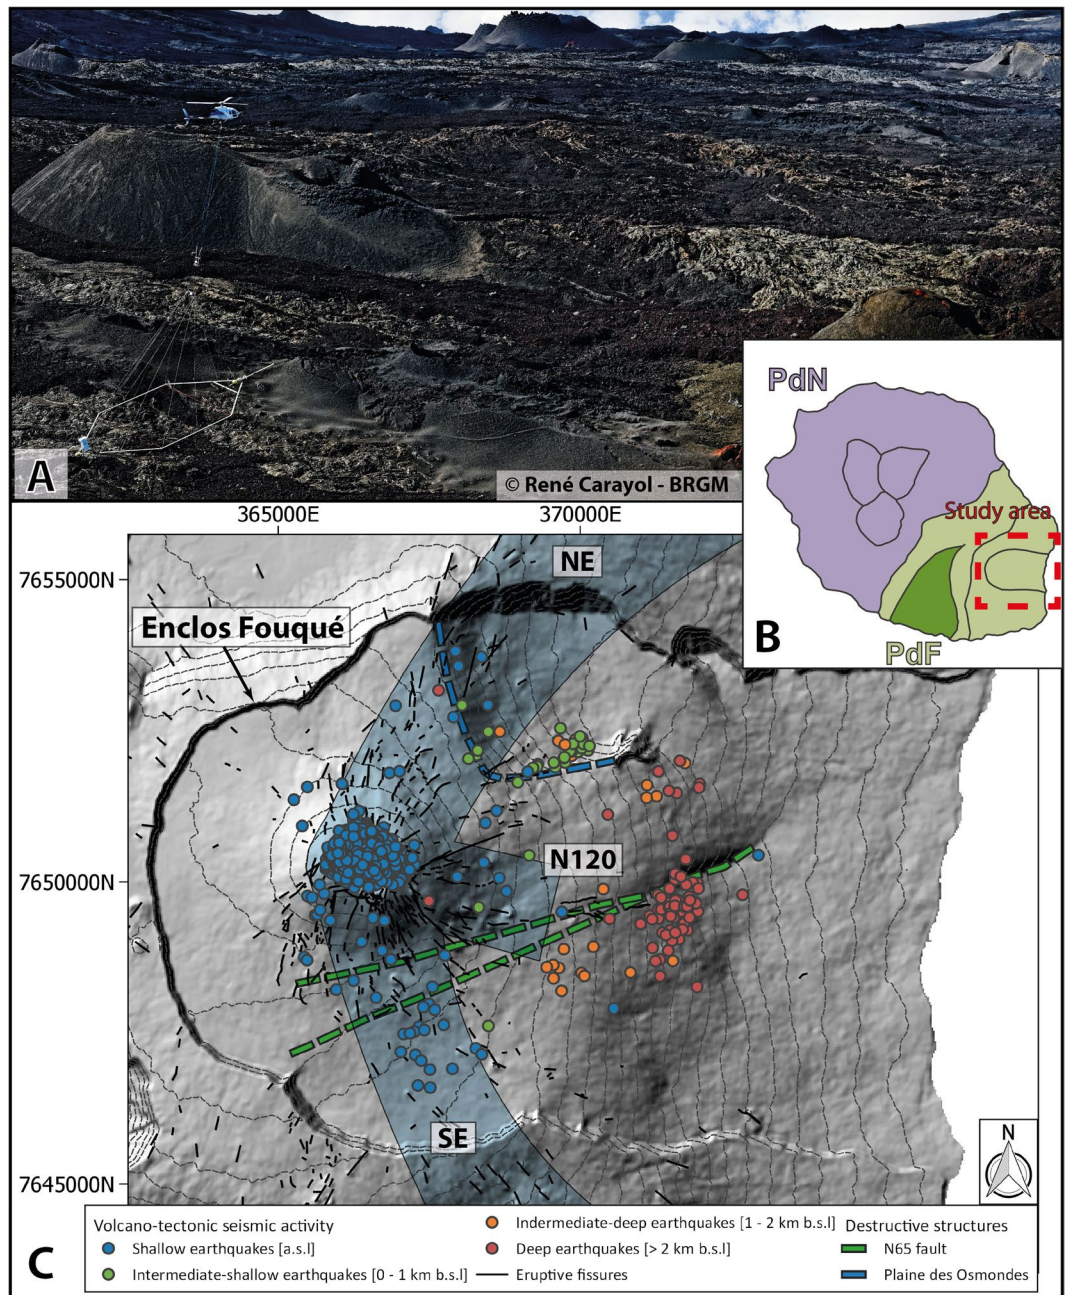 A
© René Carayol - BRGM
PdN
Study area
B
PdF
365000E
370000E
7655000N
NE
Enclos Fouqué
N120
7650000N
SE
N
7645000N
C
Volcano-tectonic seismic activity
Shallow earthquakes [a.s.l]
Intermediate-shallow earthquakes [0 - 1 km b.s.l]
Indermediate-deep earthquakes [1 - 2 km b.s.l]
Deep earthquakes [> 2 km b.s.l]
Eruptive fissures
Destructive structures
N65 fault
Plaine des Osmondes